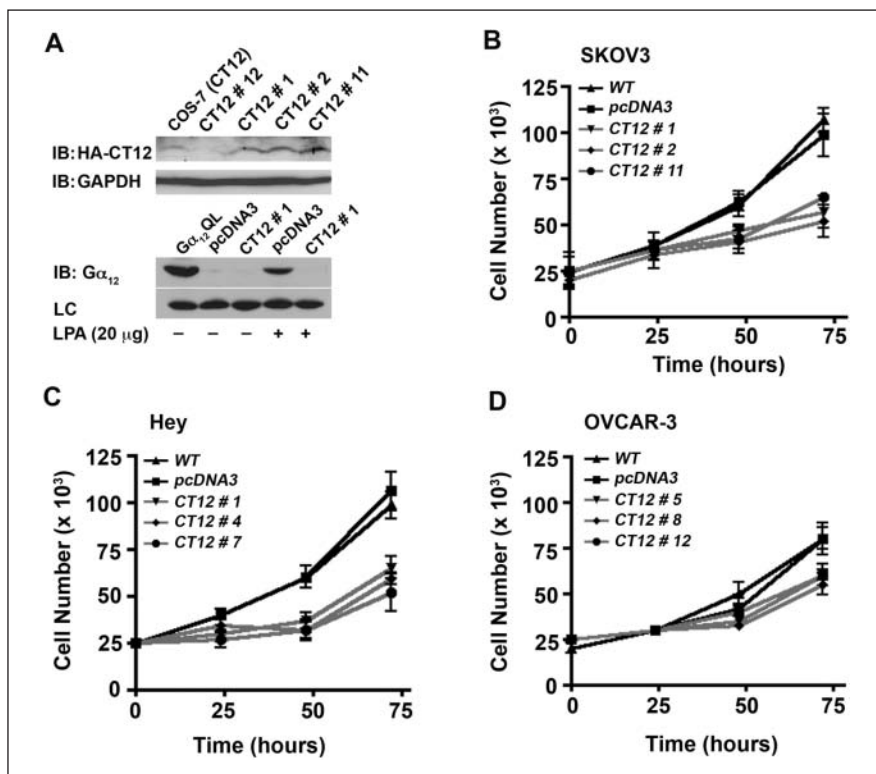 A
COS-7 (CT12)
CT12 # 12
CT12 # 1
CT12 # 2
CT12 # 11
IB: HA-CT12
IB: GAPDH
Gα₁₂QL
pcDNA3
CT12 # 1
pcDNA3
CT12 # 1
IB: Gα₁₂
LC
LPA (20 μg) – – – + +
B
SKOV3
WT
pcDNA3
CT12 # 1
CT12 # 2
CT12 # 11
Cell Number (x 10³)
125
100
75
50
25
0
0 25 50 75
Time (hours)
C
Hey
WT
pcDNA3
CT12 # 1
CT12 # 4
CT12 # 7
Cell Number (x 10³)
125
100
75
50
25
0
0 25 50 75
Time (hours)
D
OVCAR-3
WT
pcDNA3
CT12 # 5
CT12 # 8
CT12 # 12
Cell Number (x 10³)
125
100
75
50
25
0
0 25 50 75
Time (hours)